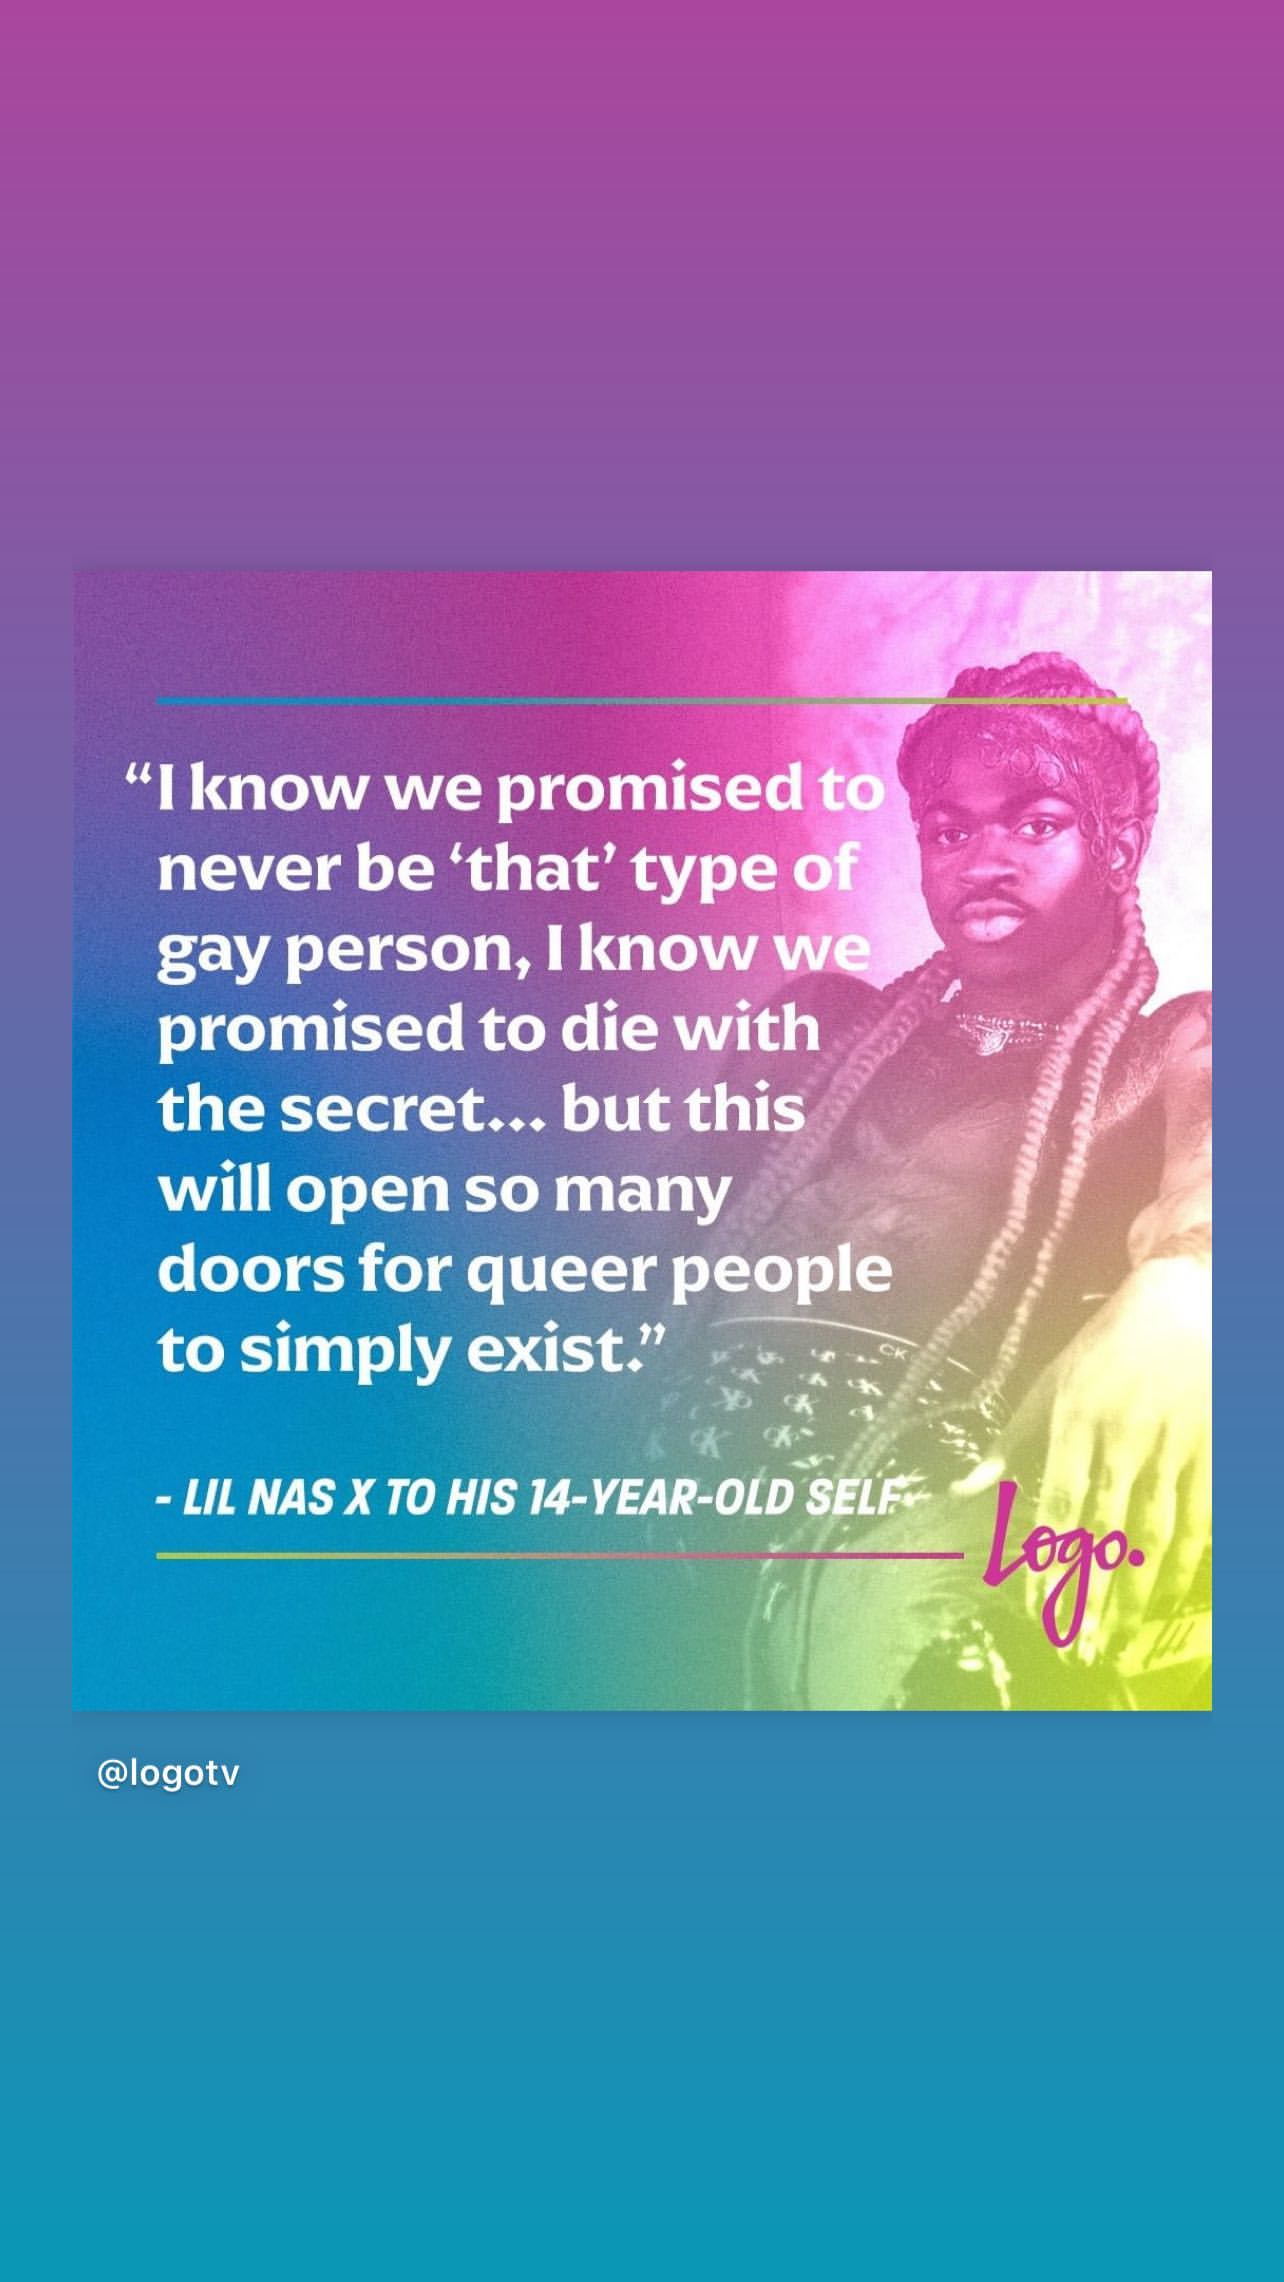 “I know we promised to
never be ‘that’ type of
gay person, I know we
promised to die with
the secret... but this
will open so many
doors for queer people
to simply exist.”
CK
- LIL NAS X TO HIS 14-YEAR-OLD SELF
Logo.
@logotv